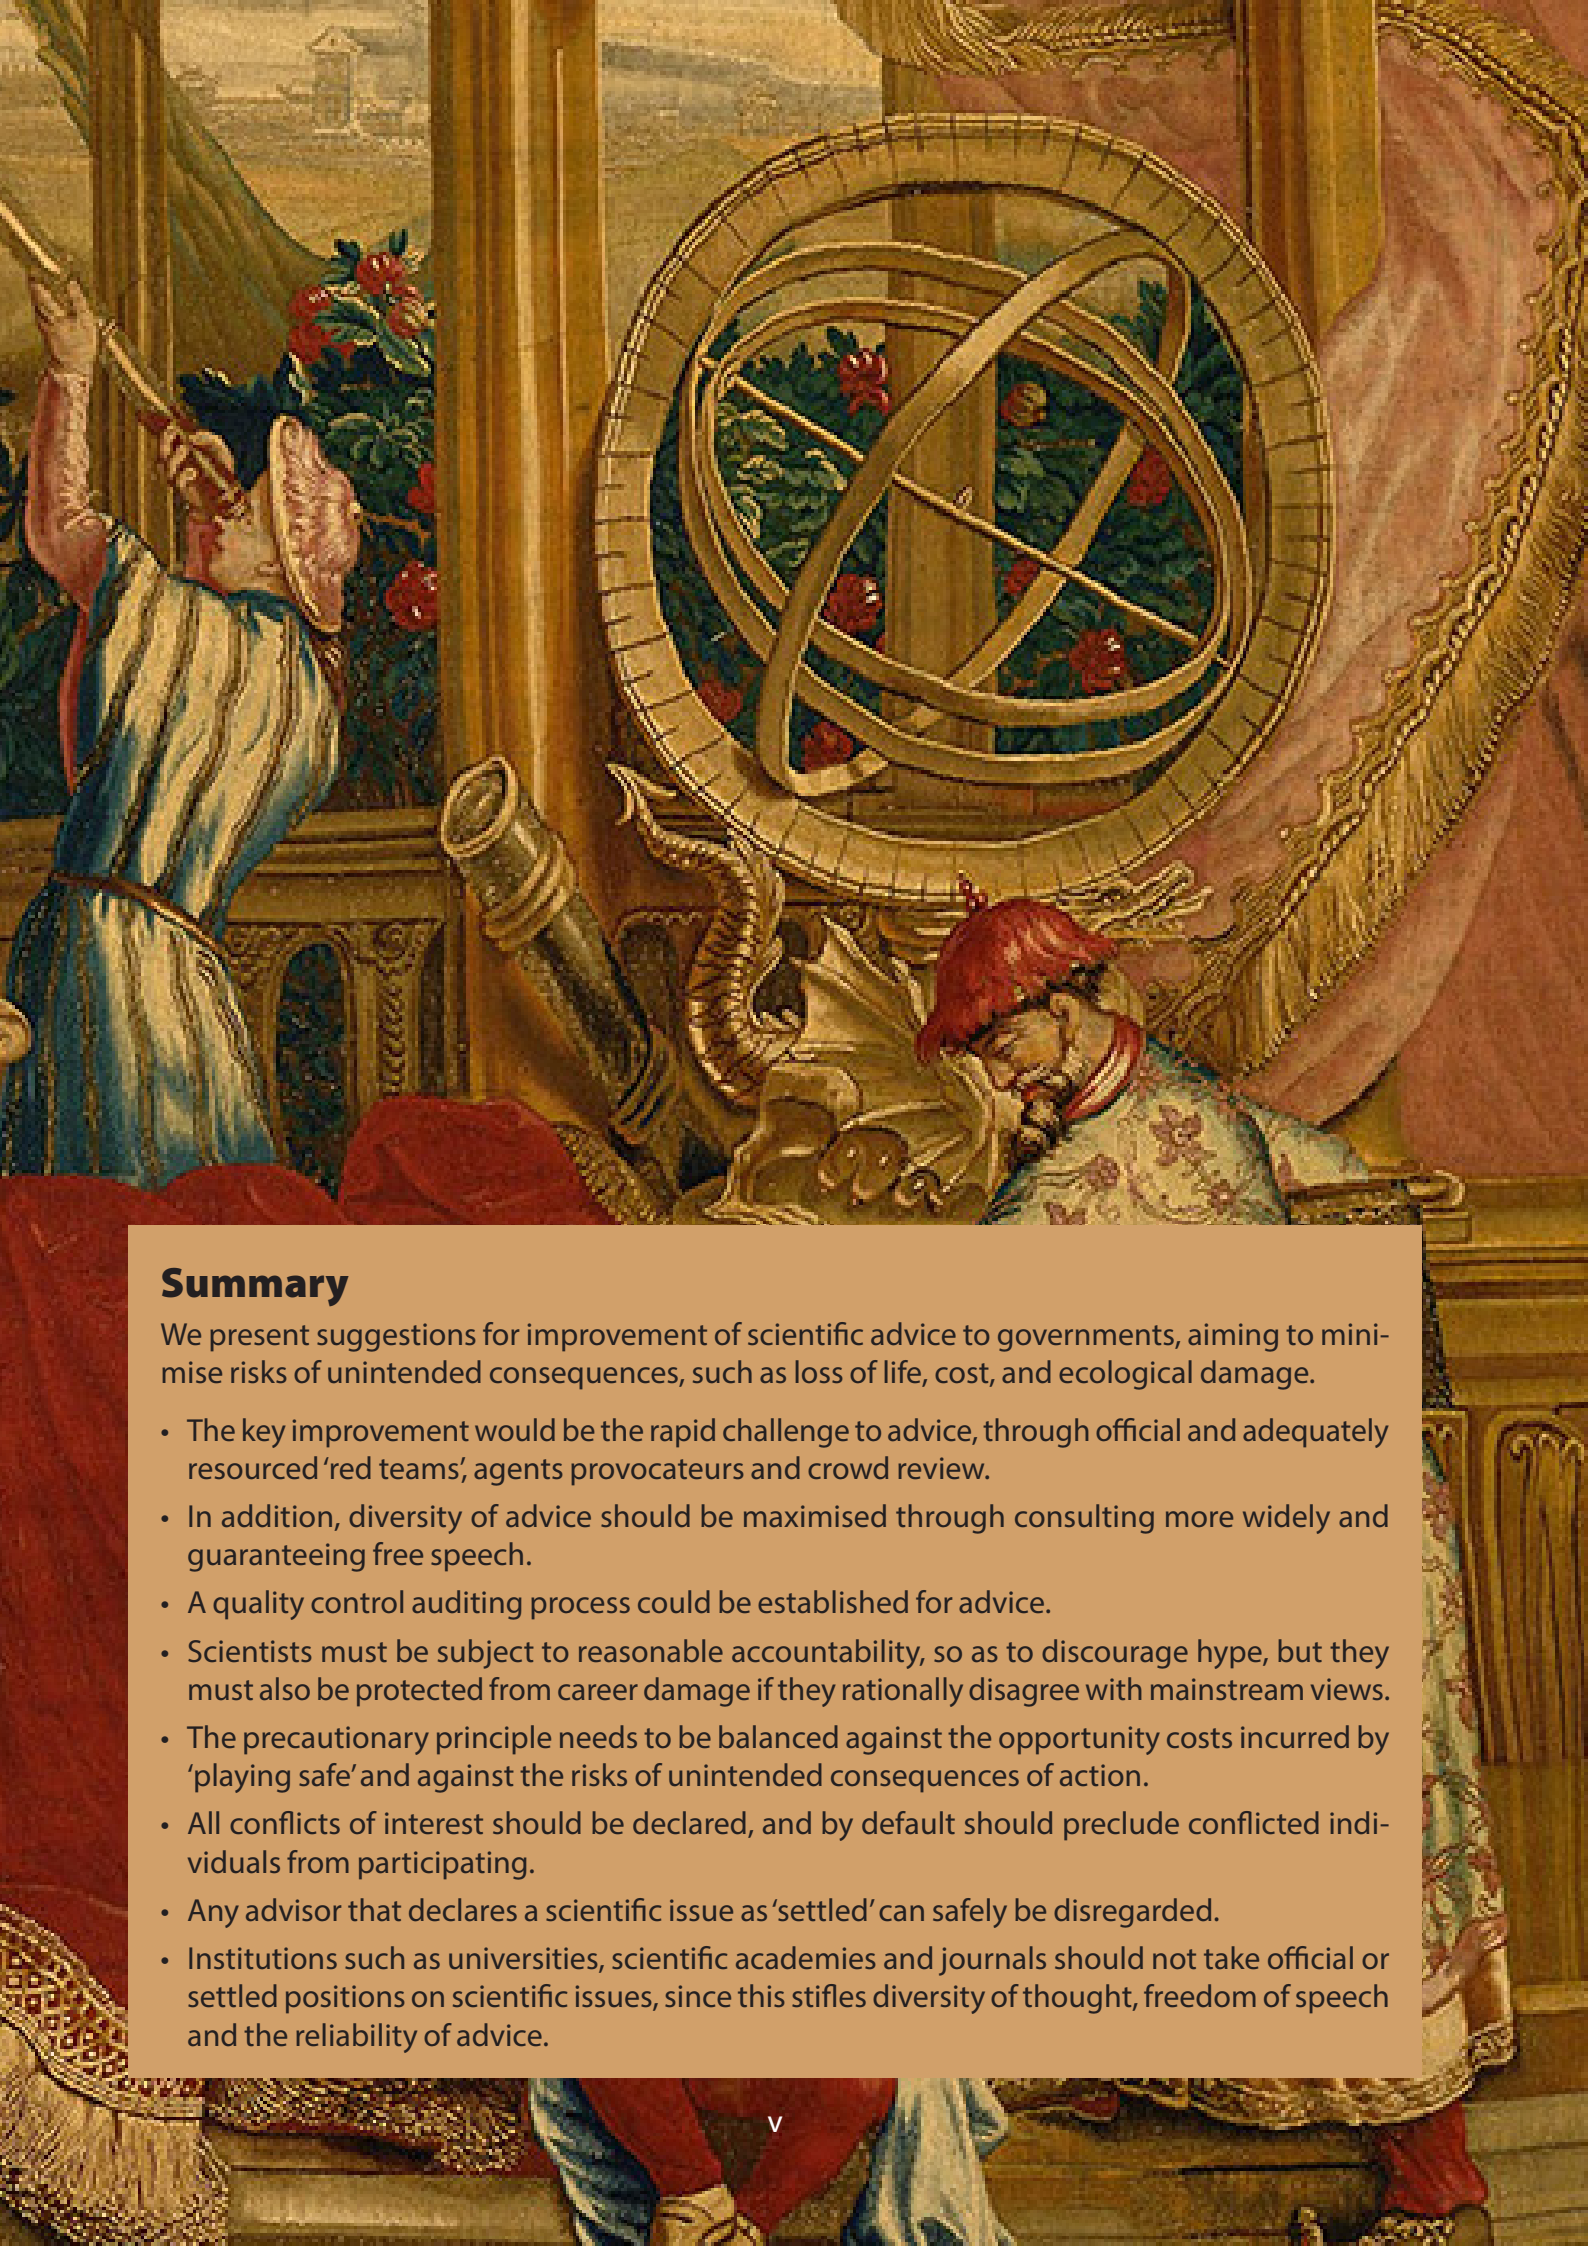 Summary
We present suggestions for improvement of scientific advice to governments, aiming to mini-
mise risks of unintended consequences, such as loss of life, cost, and ecological damage.
• The key improvement would be the rapid challenge to advice, through official and adequately
resourced ‘red teams’, agents provocateurs and crowd review.
• In addition, diversity of advice should be maximised through consulting more widely and
guaranteeing free speech.
• A quality control auditing process could be established for advice.
• Scientists must be subject to reasonable accountability, so as to discourage hype, but they
must also be protected from career damage if they rationally disagree with mainstream views.
• The precautionary principle needs to be balanced against the opportunity costs incurred by
‘playing safe’ and against the risks of unintended consequences of action.
• All conflicts of interest should be declared, and by default should preclude conflicted indi-
viduals from participating.
• Any advisor that declares a scientific issue as ‘settled’ can safely be disregarded.
• Institutions such as universities, scientific academies and journals should not take official or
settled positions on scientific issues, since this stifles diversity of thought, freedom of speech
and the reliability of advice.
v